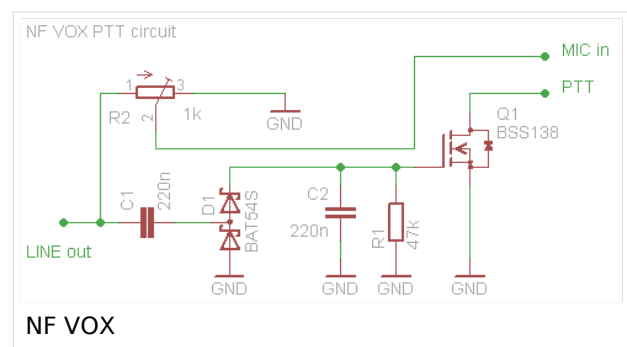 NF VOX PTT circuit
MIC in
PTT
1
3
R2
2
1k
GND
Q1
BSS138
C1
220n
D1
BAT54S
C2
220n
R1
47k
LINE out
GND
GND
GND
GND
NF VOX